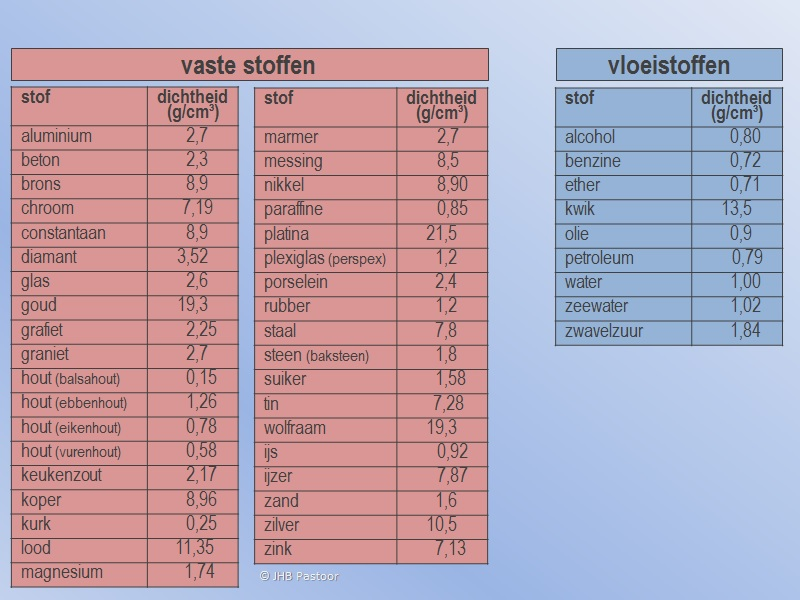 vaste stoffen
stof dichtheid (g/cm³)
aluminium 2,7
beton 2,3
brons 8,9
chroom 7,19
constantaan 8,9
diamant 3,52
glas 2,6
goud 19,3
grafiet 2,25
graniet 2,7
hout (balsahout) 0,15
hout (ebbenhout) 1,26
hout (eikenhout) 0,78
hout (vurenhout) 0,58
keukenzout 2,17
koper 8,96
kurk 0,25
lood 11,35
magnesium 1,74
stof dichtheid (g/cm³)
marmer 2,7
messing 8,5
nikkel 8,90
paraffine 0,85
platina 21,5
plexiglas (perspex) 1,2
porselein 2,4
rubber 1,2
staal 7,8
steen (baksteen) 1,8
suiker 1,58
tin 7,28
wolfraam 19,3
ijs 0,92
ijzer 7,87
zand 1,6
zilver 10,5
zink 7,13
© JHB Pastoor
vloeistoffen
stof dichtheid (g/cm³)
alcohol 0,80
benzine 0,72
ether 0,71
kwik 13,5
olie 0,9
petroleum 0,79
water 1,00
zeewater 1,02
zwavelzuur 1,84